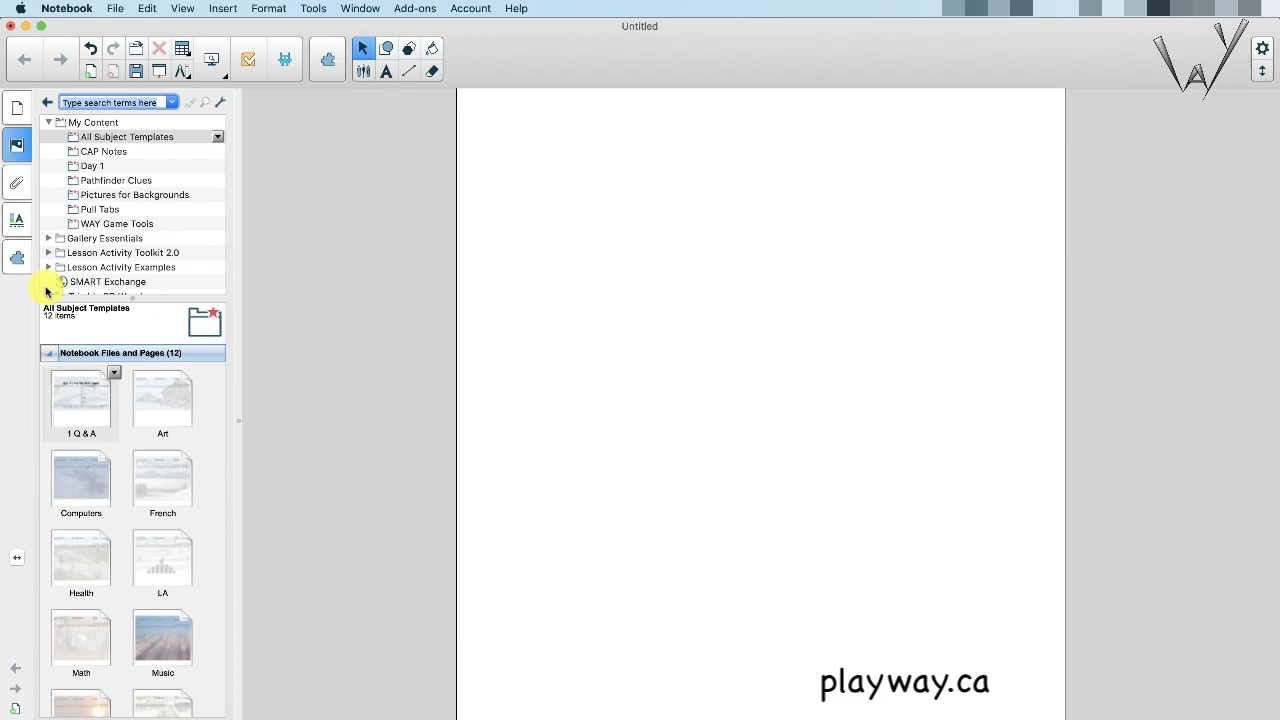 Notebook File Edit View Insert Format Tools Window Add-ons Account Help
Untitled
WAY
Type search terms here
My Content
All Subject Templates
CAP Notes
Day 1
Pathfinder Clues
Pictures for Backgrounds
Pull Tabs
WAY Game Tools
Gallery Essentials
Lesson Activity Toolkit 2.0
Lesson Activity Examples
SMART Exchange
All Subject Templates
12 items
Notebook Files and Pages (12)
1 Q & A Art
Computers French
Health LA
Math Music
playway.ca